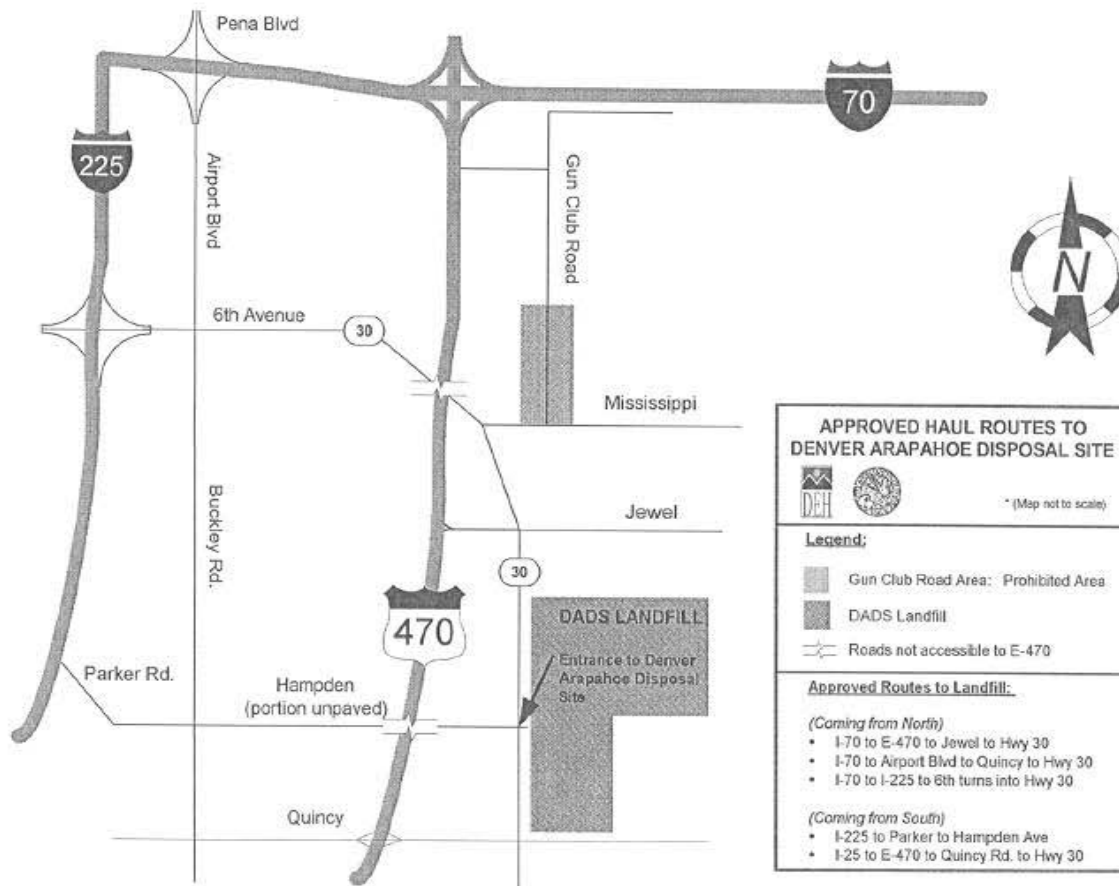 Pena Blvd
70
225
Airport Blvd
Gun Club Road
N
6th Avenue
30
Mississippi
Buckley Rd.
Jewel
30
470
DADS LANDFILL
Entrance to Denver
Arapahoe Disposal
Site
Parker Rd.
Hampden
(portion unpaved)
Quincy
APPROVED HAUL ROUTES TO
DENVER ARAPAHOE DISPOSAL SITE
DEH
* (Map not to scale)
Legend:
Gun Club Road Area: Prohibited Area
DADS Landfill
Roads not accessible to E-470
Approved Routes to Landfill:
(Coming from North)
• I-70 to E-470 to Jewel to Hwy 30
• I-70 to Airport Blvd to Quincy to Hwy 30
• I-70 to I-225 to 6th turns into Hwy 30
(Coming from South)
• I-225 to Parker to Hampden Ave
• I-25 to E-470 to Quincy Rd. to Hwy 30